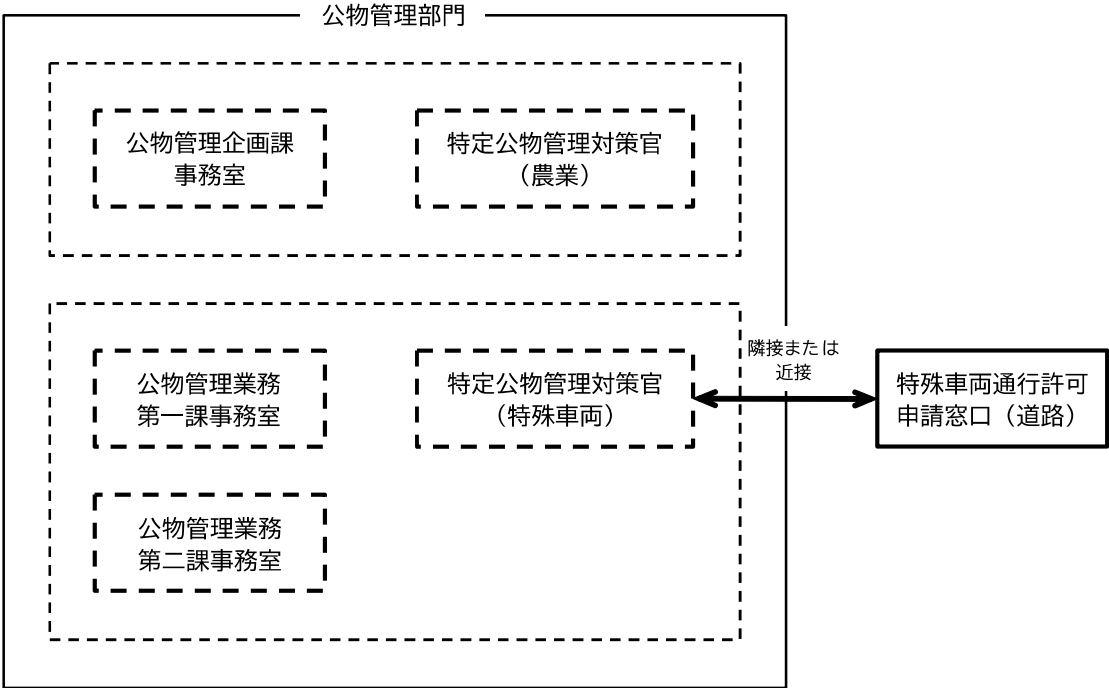 公物管理部門
公物管理企画課
事務室
特定公物管理対策官
（農業）
公物管理業務
第一課事務室
特定公物管理対策官
（特殊車両）
隣接または
近接
特殊車両通行許可
申請窓口（道路）
公物管理業務
第二課事務室